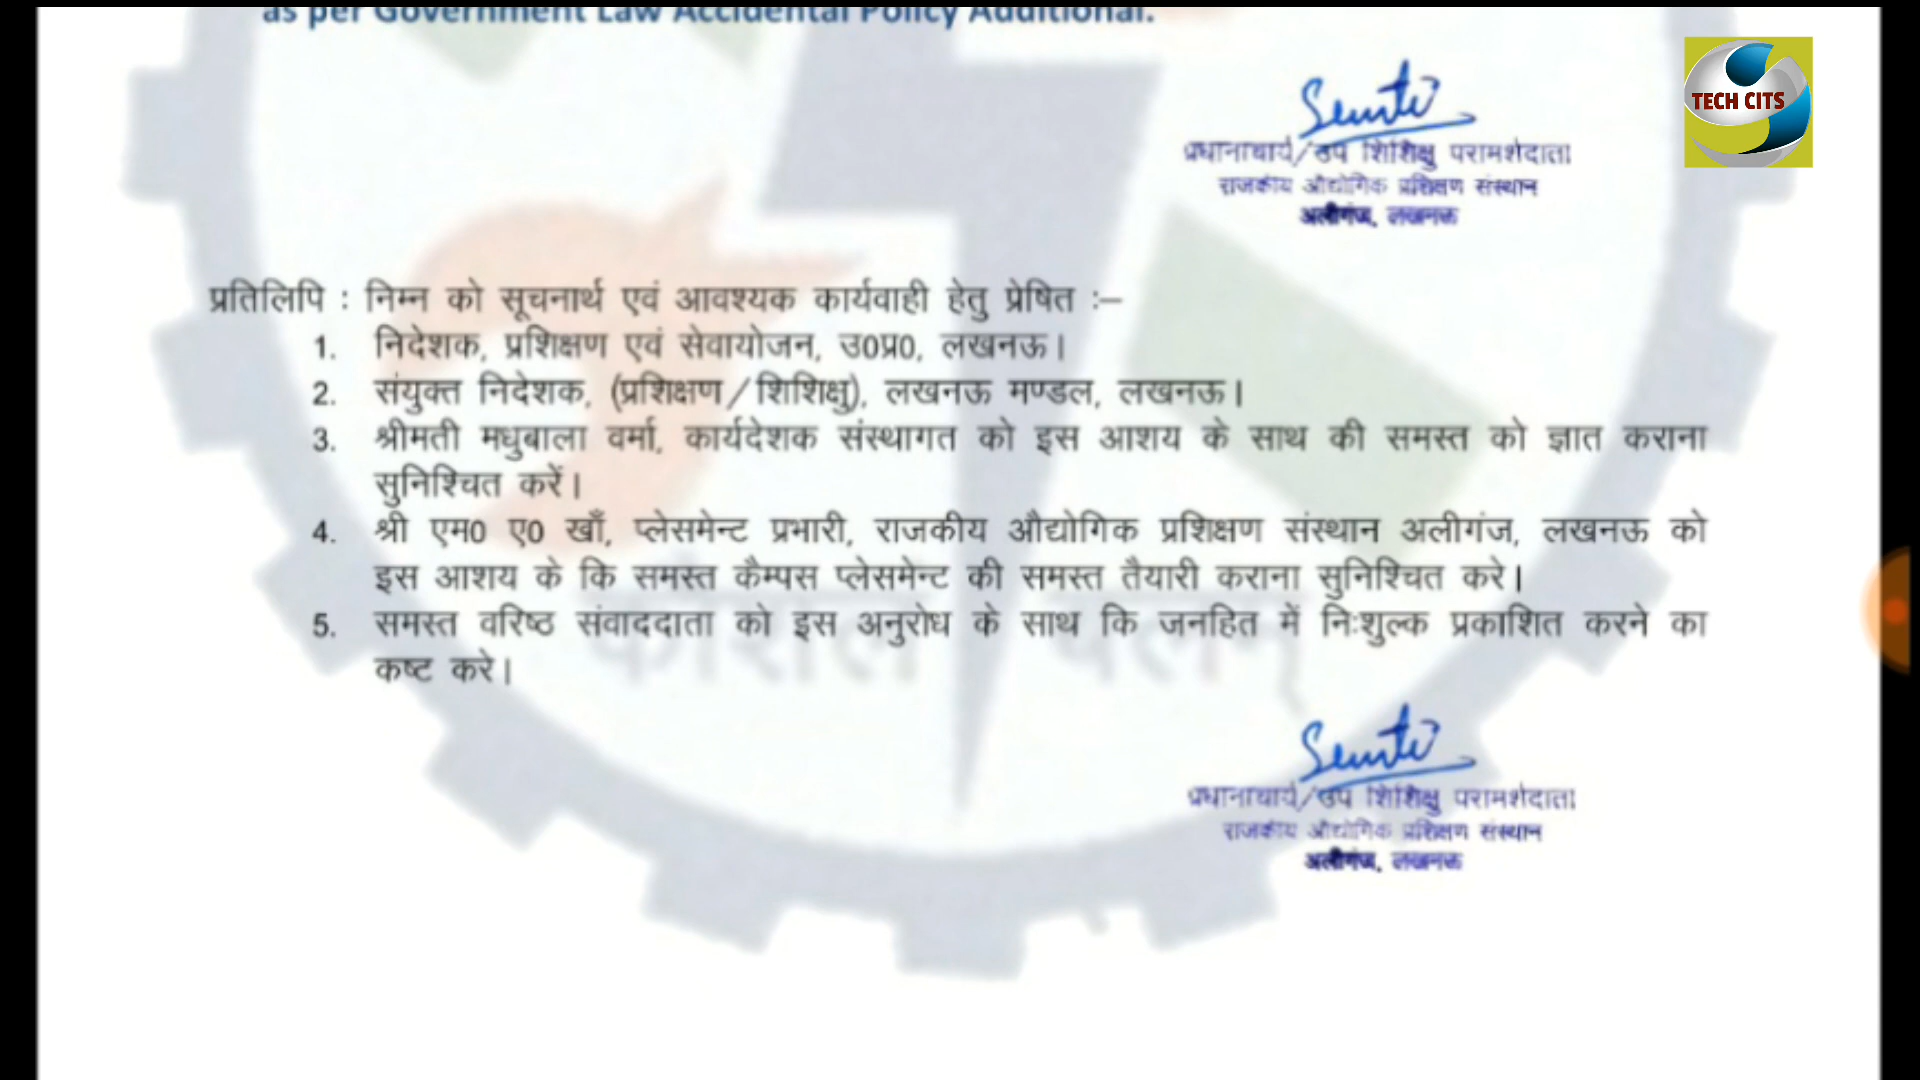 as per Government Law Accidental Policy Additional.
TECH CITS
प्रधानाचार्य/उप शिशिक्षु परामर्शदाता
राजकीय औद्योगिक प्रशिक्षण संस्थान
अलीगंज, लखनऊ
प्रतिलिपि : निम्न को सूचनार्थ एवं आवश्यक कार्यवाही हेतु प्रेषित :–
1. निदेशक, प्रशिक्षण एवं सेवायोजन, उ0प्र0, लखनऊ।
2. संयुक्त निदेशक, (प्रशिक्षण/शिशिक्षु), लखनऊ मण्डल, लखनऊ।
3. श्रीमती मधुबाला वर्मा, कार्यदेशक संस्थागत को इस आशय के साथ की समस्त को ज्ञात कराना
सुनिश्चित करें।
4. श्री एम0 ए0 खाँ, प्लेसमेन्ट प्रभारी, राजकीय औद्योगिक प्रशिक्षण संस्थान अलीगंज, लखनऊ को
इस आशय के कि समस्त कैम्पस प्लेसमेन्ट की समस्त तैयारी कराना सुनिश्चित करे।
5. समस्त वरिष्ठ संवाददाता को इस अनुरोध के साथ कि जनहित में निःशुल्क प्रकाशित करने का
कष्ट करे।
कौशल बलम्
प्रधानाचार्य/उप शिशिक्षु परामर्शदाता
राजकीय औद्योगिक प्रशिक्षण संस्थान
अलीगंज, लखनऊ